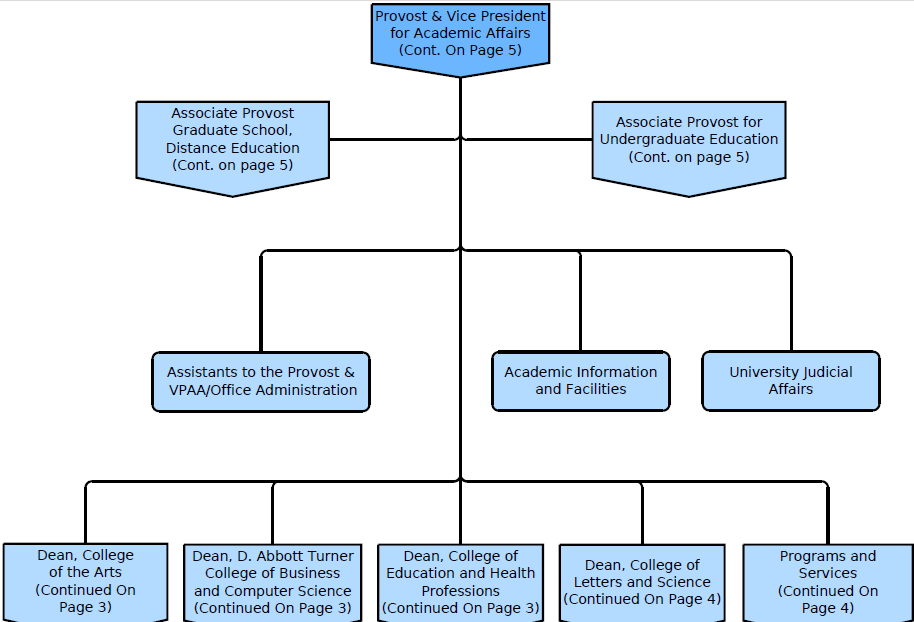 Provost & Vice President
for Academic Affairs
(Cont. On Page 5)
Associate Provost
Graduate School,
Distance Education
(Cont. on page 5)
Associate Provost for
Undergraduate Education
(Cont. on page 5)
Assistants to the Provost &
VPAA/Office Administration
Academic Information
and Facilities
University Judicial
Affairs
Dean, College
of the Arts
(Continued On
Page 3)
Dean, D. Abbott Turner
College of Business
and Computer Science
(Continued On Page 3)
Dean, College of
Education and Health
Professions
(Continued On Page 3)
Dean, College of
Letters and Science
(Continued On Page 4)
Programs and
Services
(Continued On
Page 4)